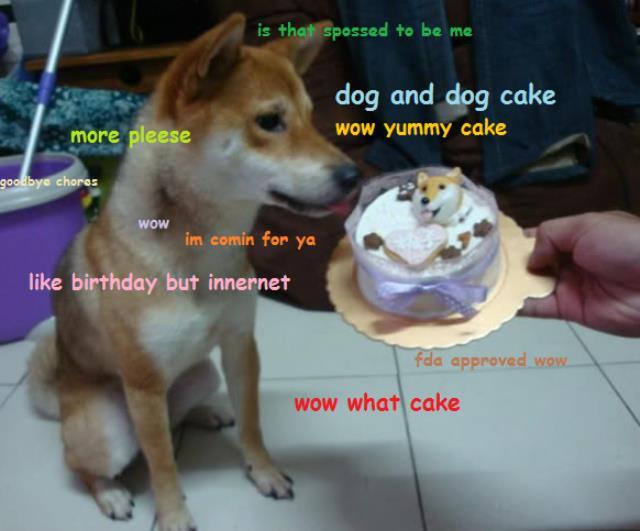 is that spossed to be me
dog and dog cake
wow yummy cake
more pleese
goodbye chores
wow
im comin for ya
like birthday but innernet
fda approved wow
wow what cake